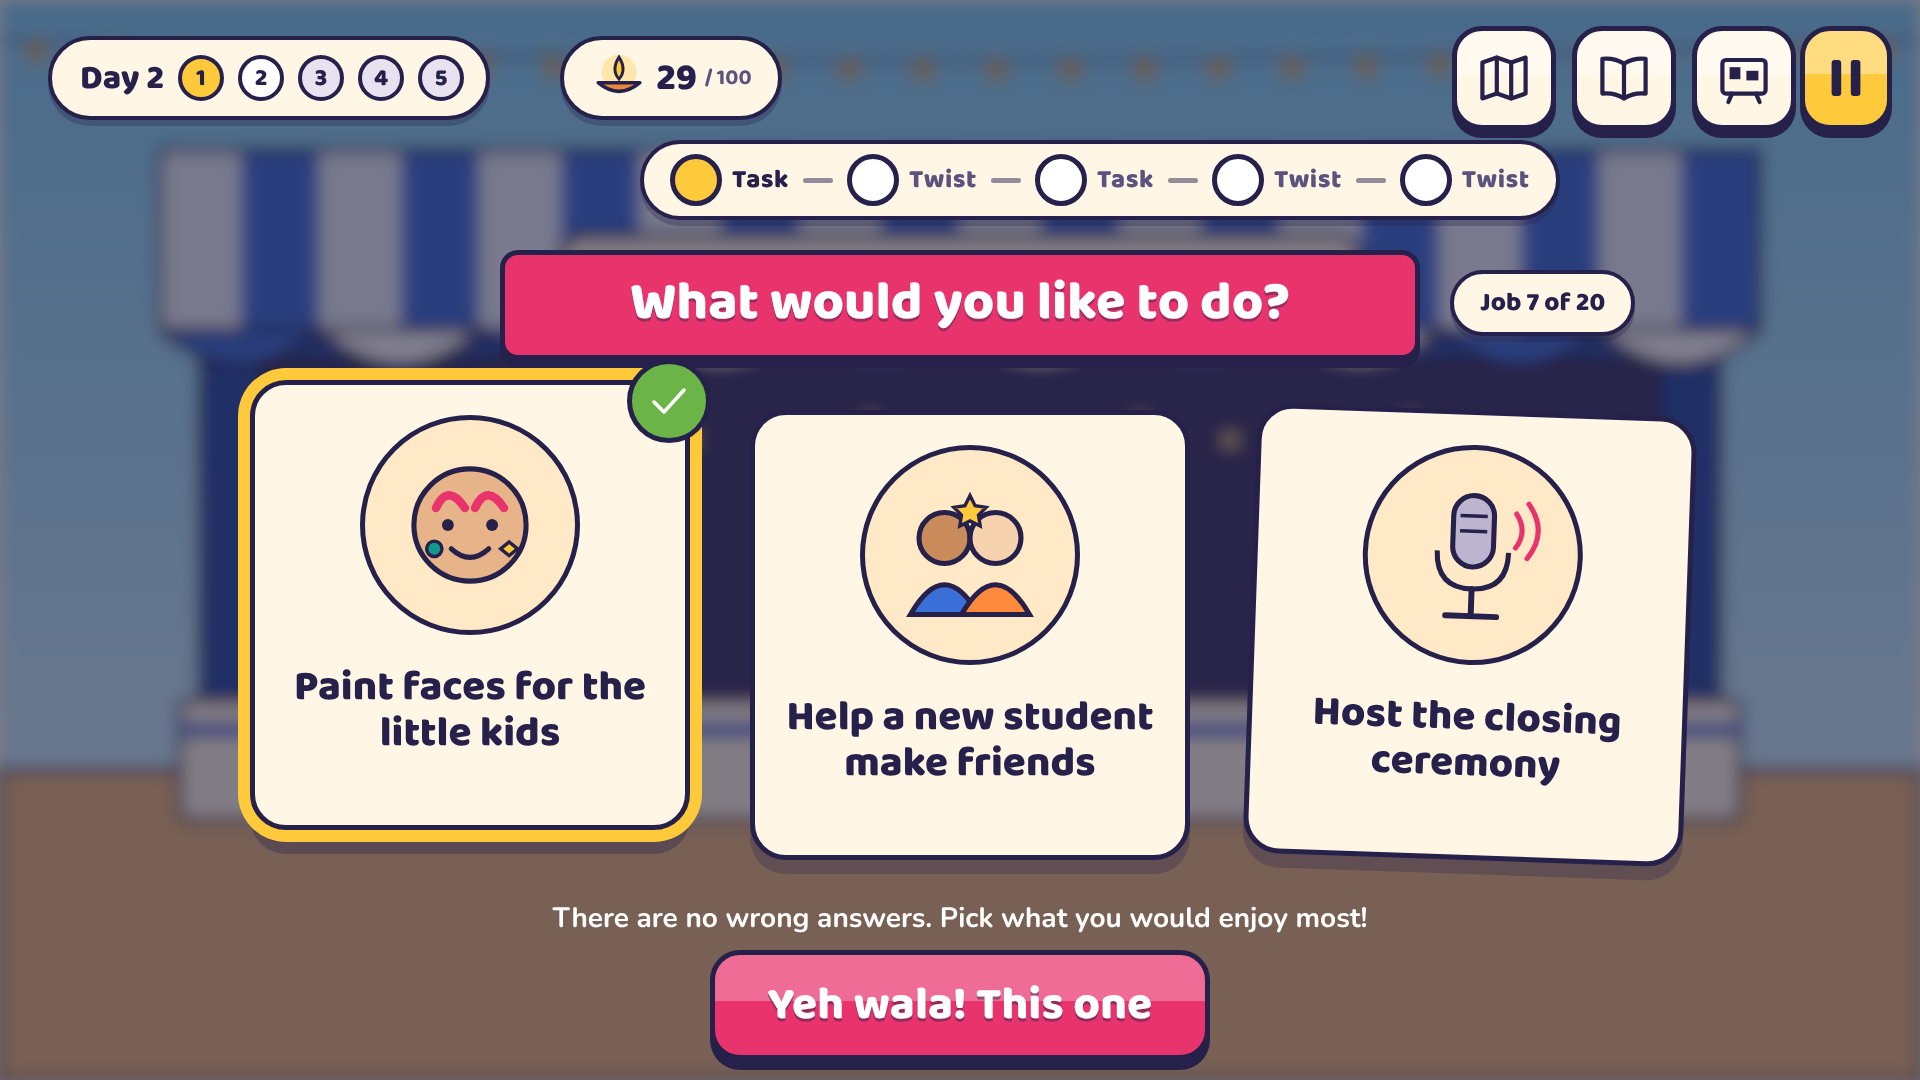 Day 2 1 2 3 4 5
29 / 100
Task Twist Task Twist Twist
What would you like to do?
Job 7 of 20
Paint faces for the
little kids
Help a new student
make friends
Host the closing
ceremony
There are no wrong answers. Pick what you would enjoy most!
Yeh wala! This one